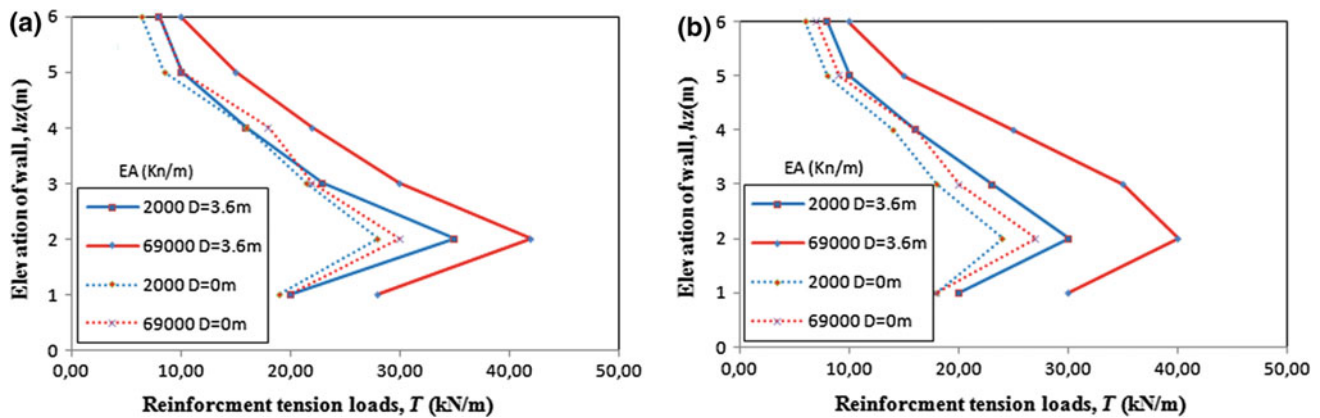 (a)
Elevation of wall, hz(m)
6
5
4
3
2
1
0
EA (Kn/m)
2000 D=3.6m
69000 D=3.6m
2000 D=0m
69000 D=0m
0,00 10,00 20,00 30,00 40,00 50,00
Reinforcment tension loads, T (kN/m)
(b)
Elevation of wall, hz(m)
6
5
4
3
2
1
0
EA (Kn/m)
2000 D=3.6m
69000 D=3.6m
2000 D=0m
69000 D=0m
0,00 10,00 20,00 30,00 40,00 50,00
Reinforcment tension loads, T (kN/m)